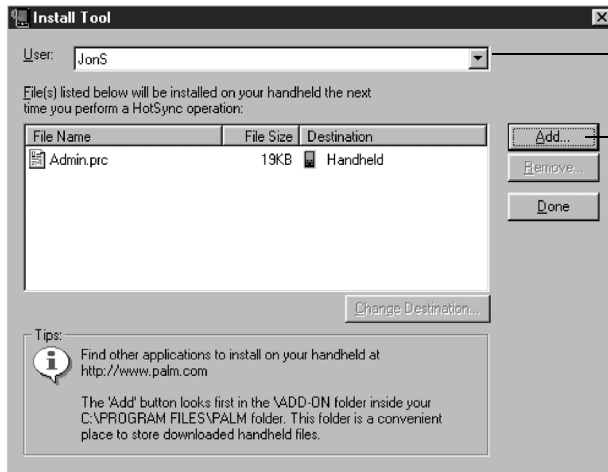 Install Tool
User: JonS
File(s) listed below will be installed on your handheld the next
time you perform a HotSync operation:
File Name File Size Destination
Admin.prc 19KB Handheld
Add...
Remove...
Done
Change Destination...
Tips:
Find other applications to install on your handheld at
http://www.palm.com
The 'Add' button looks first in the \ADD-ON folder inside your
C:\PROGRAM FILES\PALM folder. This folder is a convenient
place to store downloaded handheld files.